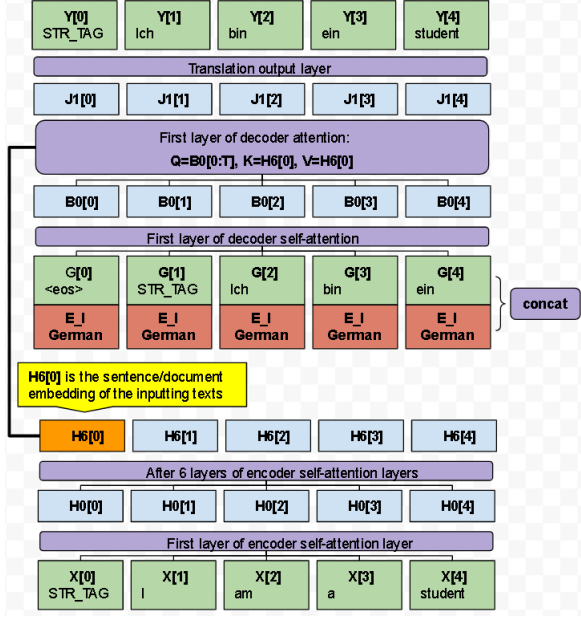 Y[0] Y[1] Y[2] Y[3] Y[4]
STR_TAG Ich bin ein student
Translation output layer
J1[0] J1[1] J1[2] J1[3] J1[4]
First layer of decoder attention:
Q=B0[0:T], K=H6[0], V=H6[0]
B0[0] B0[1] B0[2] B0[3] B0[4]
First layer of decoder self-attention
G[0] G[1] G[2] G[3] G[4]
<eos> STR_TAG Ich bin ein
concat
E_l E_l E_l E_l E_l
German German German German German
H6[0] is the sentence/document
embedding of the inputting texts
H6[0] H6[1] H6[2] H6[3] H6[4]
After 6 layers of encoder self-attention layers
H0[0] H0[1] H0[2] H0[3] H0[4]
First layer of encoder self-attention layer
X[0] X[1] X[2] X[3] X[4]
STR_TAG I am a student